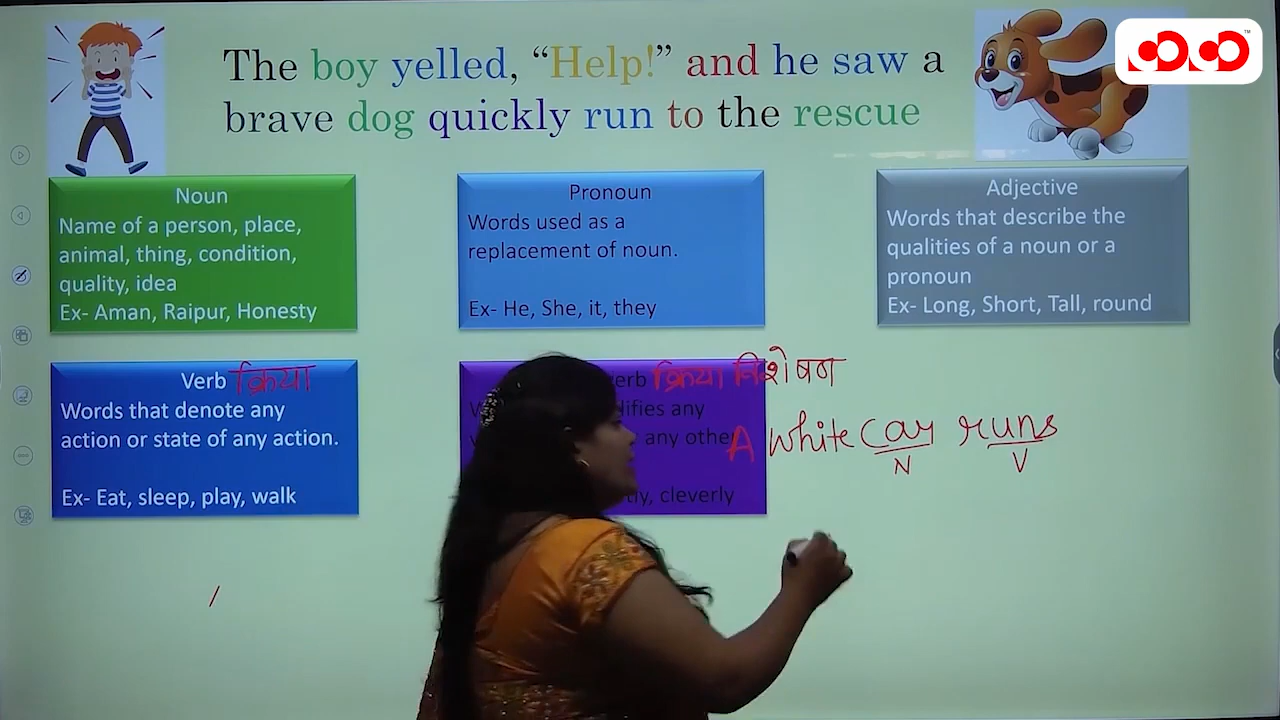 The boy yelled, “Help!” and he saw a
brave dog quickly run to the rescue
Noun
Name of a person, place,
animal, thing, condition,
quality, idea
Ex- Aman, Raipur, Honesty
Pronoun
Words used as a
replacement of noun.
Ex- He, She, it, they
Adjective
Words that describe the
qualities of a noun or a
pronoun
Ex- Long, Short, Tall, round
Verb क्रिया
Words that denote any
action or state of any action.
Ex- Eat, sleep, play, walk
क्रिया विशेषण
any
any other
cleverly
A white car runs
N V